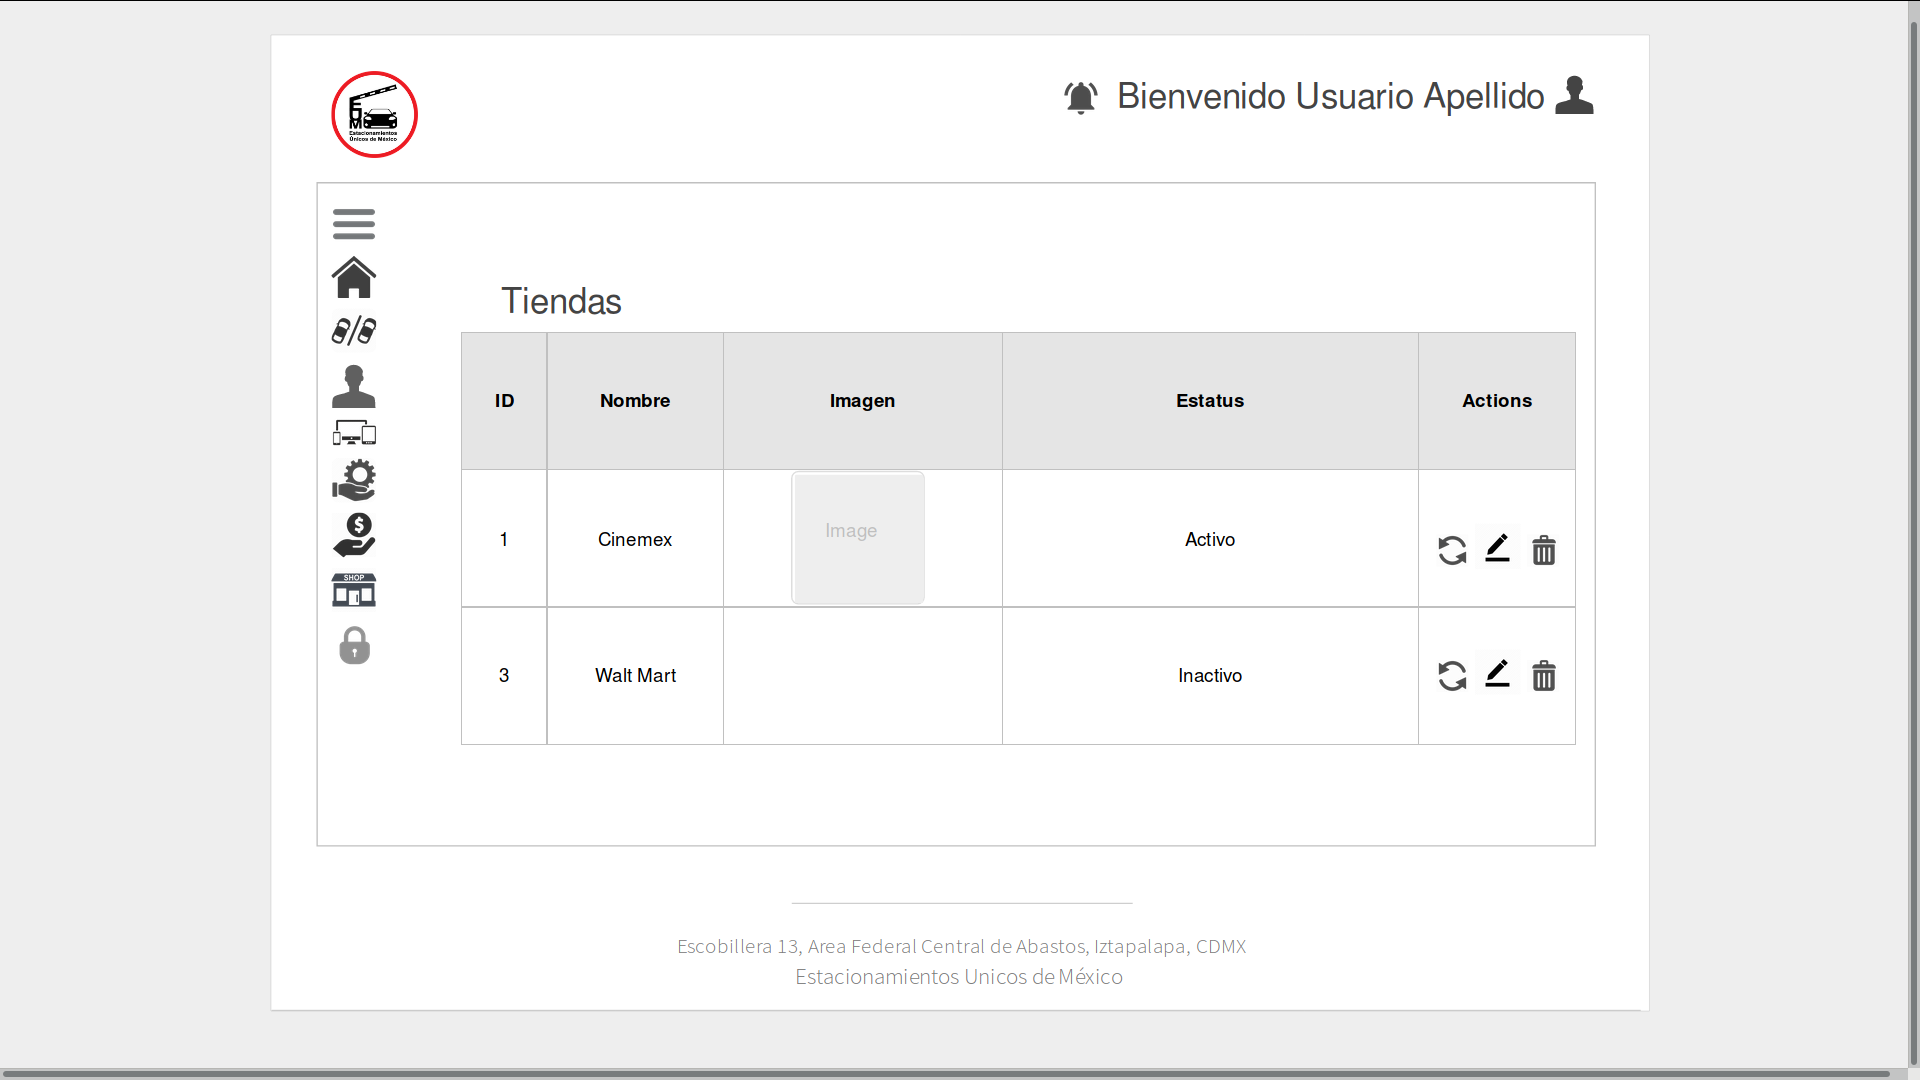 EUM
Estacionamientos
Únicos de México
Bienvenido Usuario Apellido
Tiendas
ID Nombre Imagen Estatus Actions
1 Cinemex Image Activo
SHOP
3 Walt Mart Inactivo
Escobillera 13, Area Federal Central de Abastos, Iztapalapa, CDMX
Estacionamientos Unicos de México